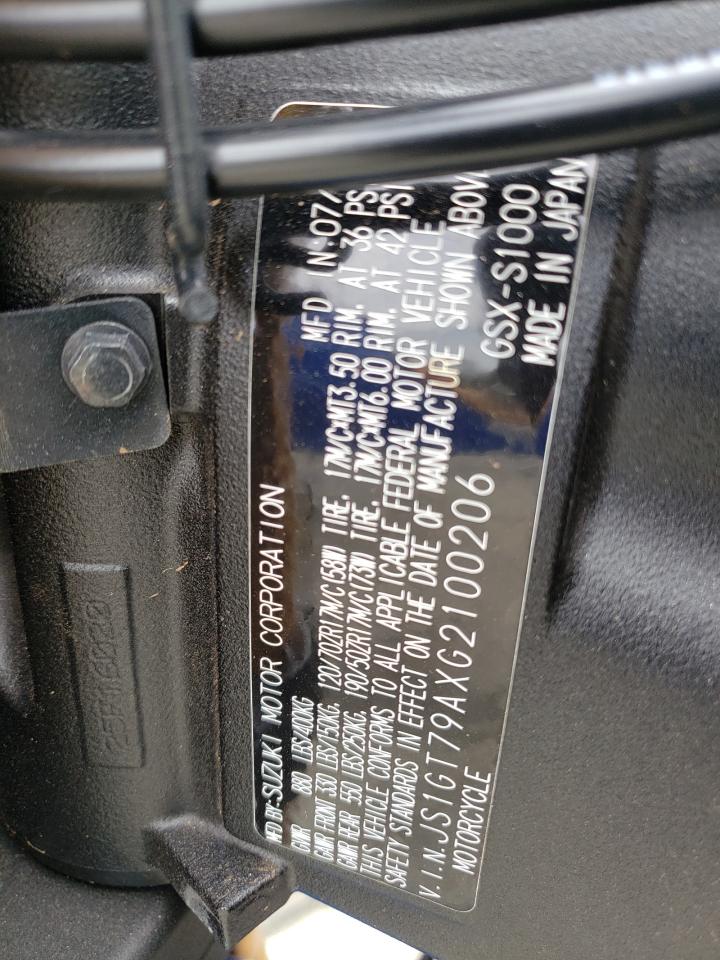 MFD BY:SUZUKI MOTOR CORPORATION
MFD IN:07/
GVWR 880 LBS/400KG
GAWR FRONT 330 LBS/150KG, 120/70ZR17M/C(58W) TIRE, 17M/C×MT3.50 RIM. AT 36 PSI
GAWR REAR 550 LBS/250KG, 190/50ZR17M/C(73W) TIRE, 17M/C×MT6.00 RIM. AT 42 PSI
THIS VEHICLE CONFORMS TO ALL APPLICABLE FEDERAL MOTOR VEHICLE
SAFETY STANDARDS IN EFFECT ON THE DATE OF MANUFACTURE SHOWN ABOV
V.I.N.JS1GT79AXG2100206 GSX-S1000
MOTORCYCLE MADE IN JAPAN